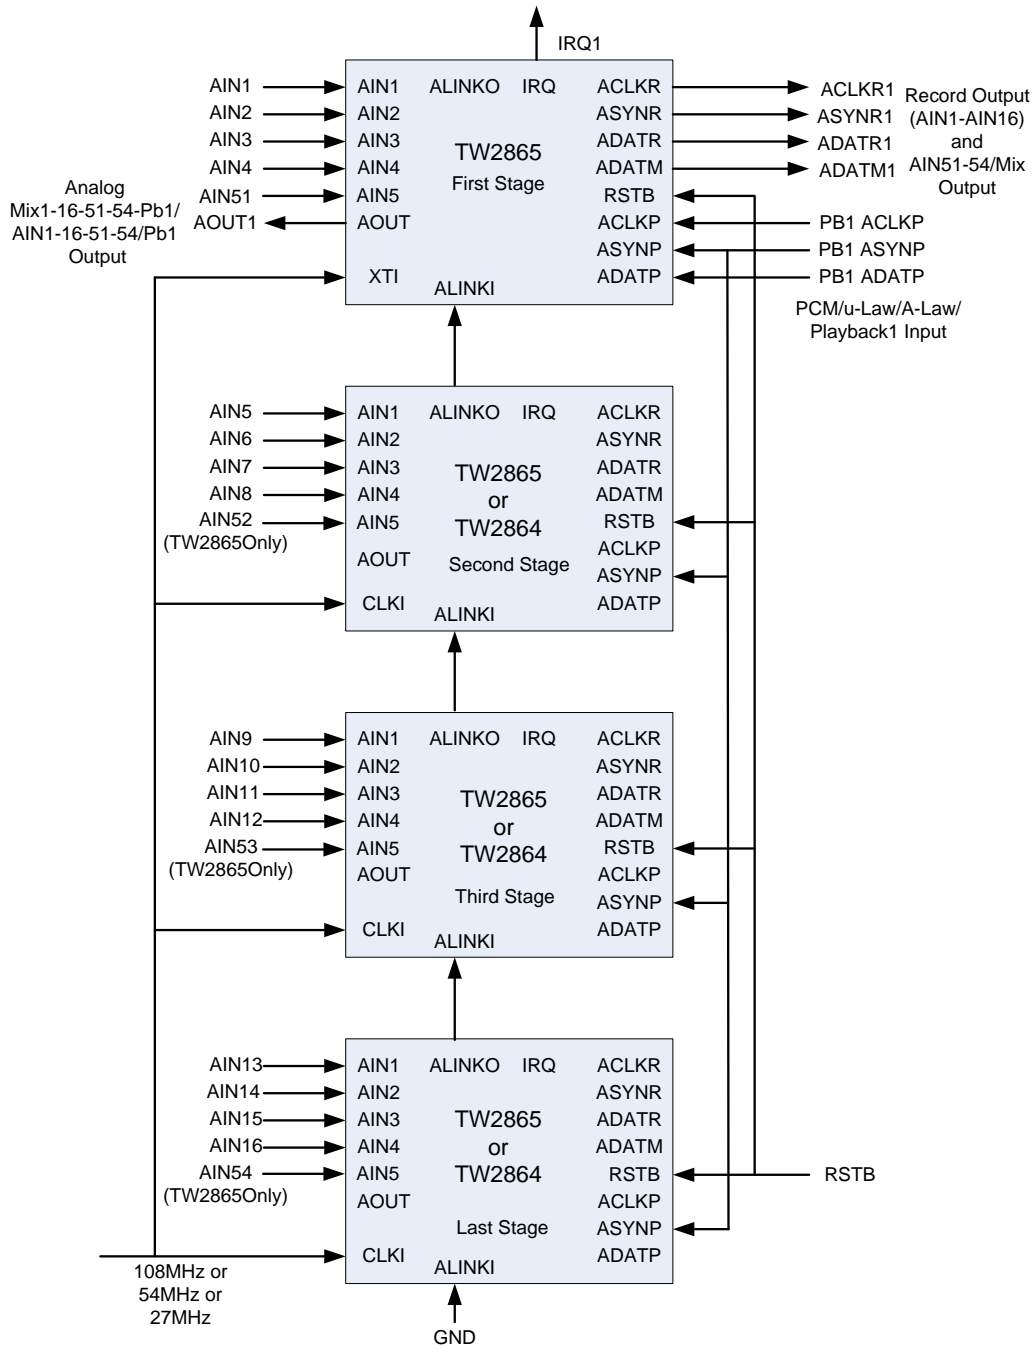 IRQ1
AIN1
AIN2
AIN3
AIN4
AIN51
AOUT1
Analog
Mix1-16-51-54-Pb1/
AIN1-16-51-54/Pb1
Output
AIN1 ALINKO IRQ ACLKR
AIN2 ASYNR
AIN3 ADATR
AIN4 ADATM
AIN5 RSTB
AOUT ACLKP
ASYNP
XTI ADATP
ALINKI
TW2865
First Stage
ACLKR1
ASYNR1
ADATR1
ADATM1
Record Output
(AIN1-AIN16)
and
AIN51-54/Mix
Output
PB1 ACLKP
PB1 ASYNP
PB1 ADATP
PCM/u-Law/A-Law/
Playback1 Input
AIN5
AIN6
AIN7
AIN8
AIN52
(TW2865Only)
AIN1 ALINKO IRQ ACLKR
AIN2 ASYNR
AIN3 ADATR
AIN4 ADATM
AIN5 RSTB
AOUT ACLKP
ASYNP
CLKI ADATP
ALINKI
TW2865
or
TW2864
Second Stage
AIN9
AIN10
AIN11
AIN12
AIN53
(TW2865Only)
AIN1 ALINKO IRQ ACLKR
AIN2 ASYNR
AIN3 ADATR
AIN4 ADATM
AIN5 RSTB
AOUT ACLKP
ASYNP
CLKI ADATP
ALINKI
TW2865
or
TW2864
Third Stage
AIN13
AIN14
AIN15
AIN16
AIN54
(TW2865Only)
AIN1 ALINKO IRQ ACLKR
AIN2 ASYNR
AIN3 ADATR
AIN4 ADATM
AIN5 RSTB
AOUT ACLKP
ASYNP
CLKI ADATP
ALINKI
TW2865
or
TW2864
Last Stage
RSTB
108MHz or
54MHz or
27MHz
GND